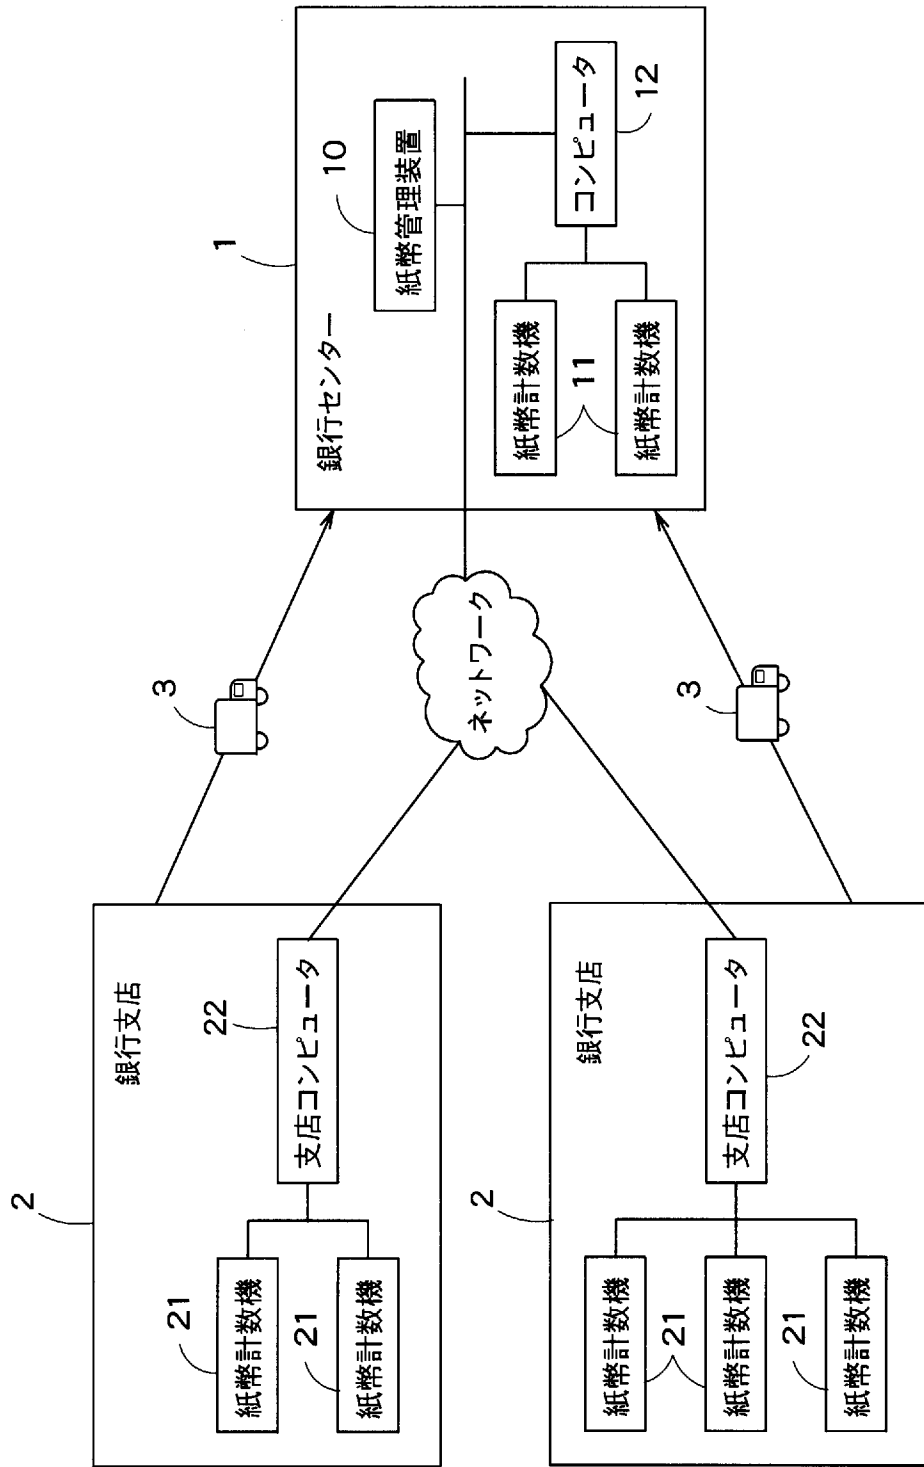 1
銀行センター
10
紙幣管理装置
コンピュータ
12
紙幣計数機
11
紙幣計数機
3
ネットワーク
3
2
銀行支店
22
支店コンピュータ
21
紙幣計数機
21
紙幣計数機
2
銀行支店
支店コンピュータ
22
紙幣計数機
21
紙幣計数機
21
紙幣計数機